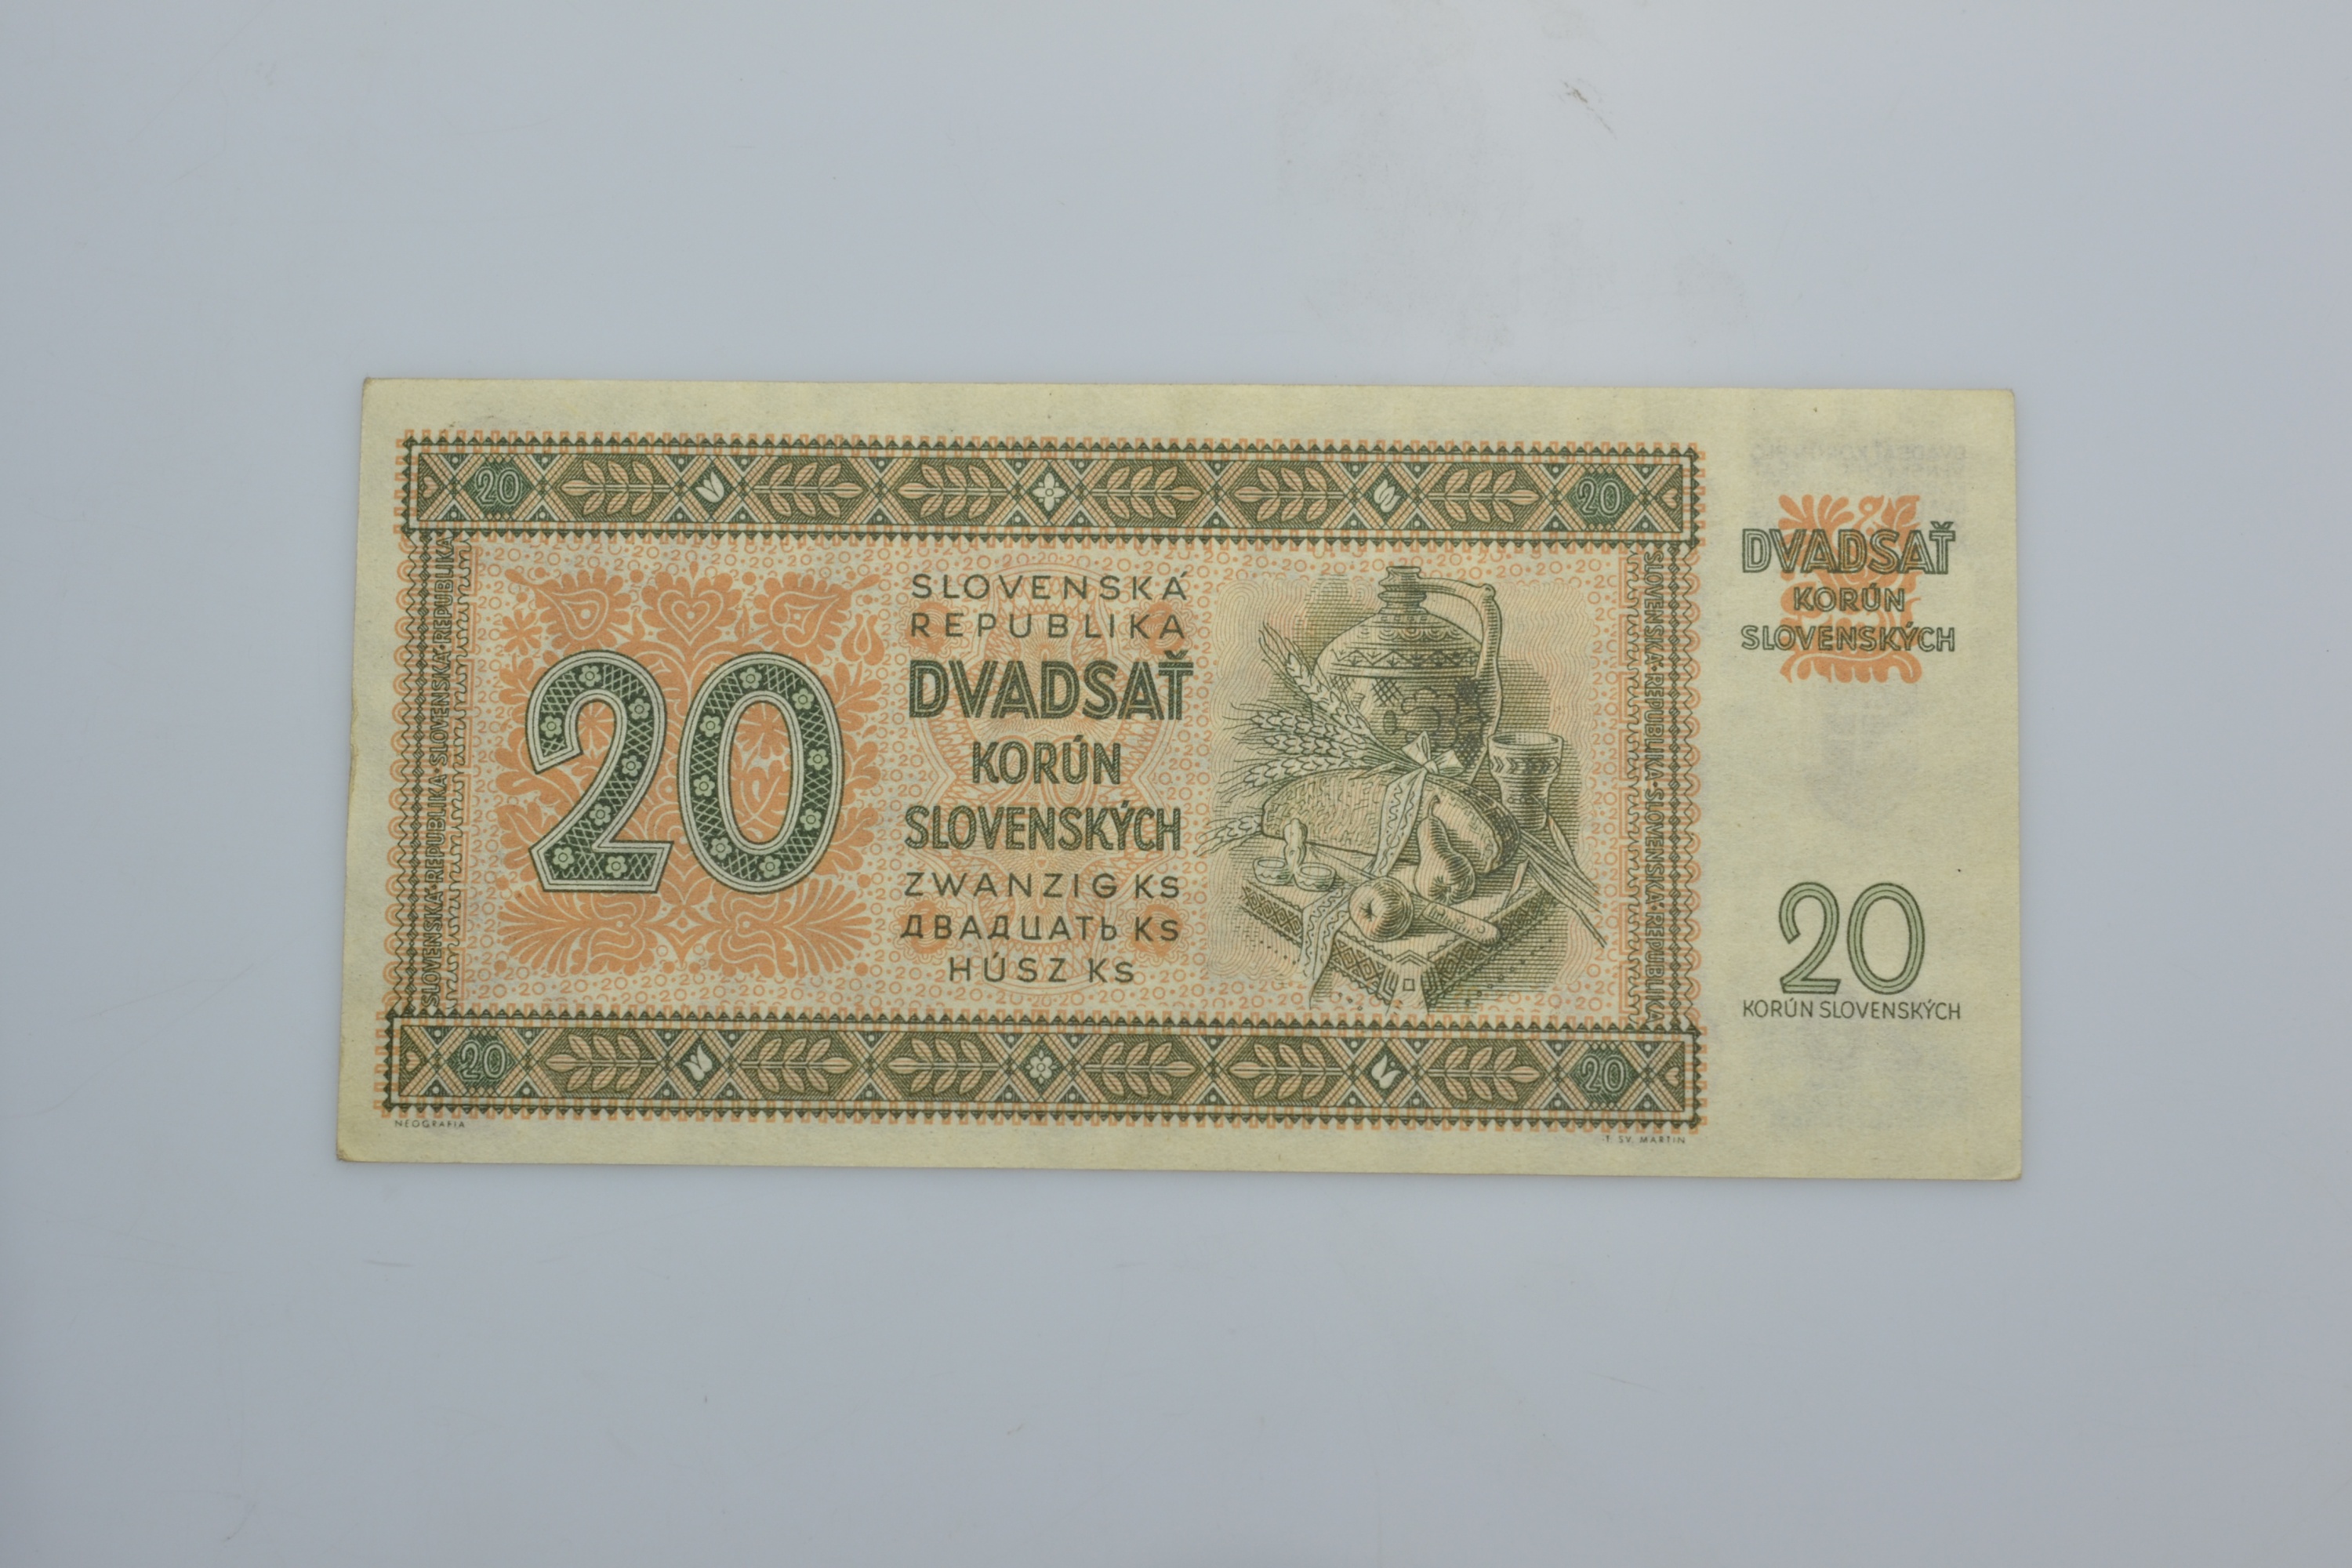 20 20
SLOVENSKÁ REPUBLIKA·SLOVENSKÁ·REPUBLIKA
20
SLOVENSKÁ
REPUBLIKA
DVADSAŤ
KORÚN
SLOVENSKÝCH
ZWANZIG KS
ДВАДЦАТЬ KS
HÚSZ KS
SLOVENSKÁ·REPUBLIKA·SLOVENSKÁ·REPUBLIKA
20 20
NEOGRAFIA
T. SV. MARTIN
DVADSAŤ
KORÚN
SLOVENSKÝCH
20
KORÚN SLOVENSKÝCH